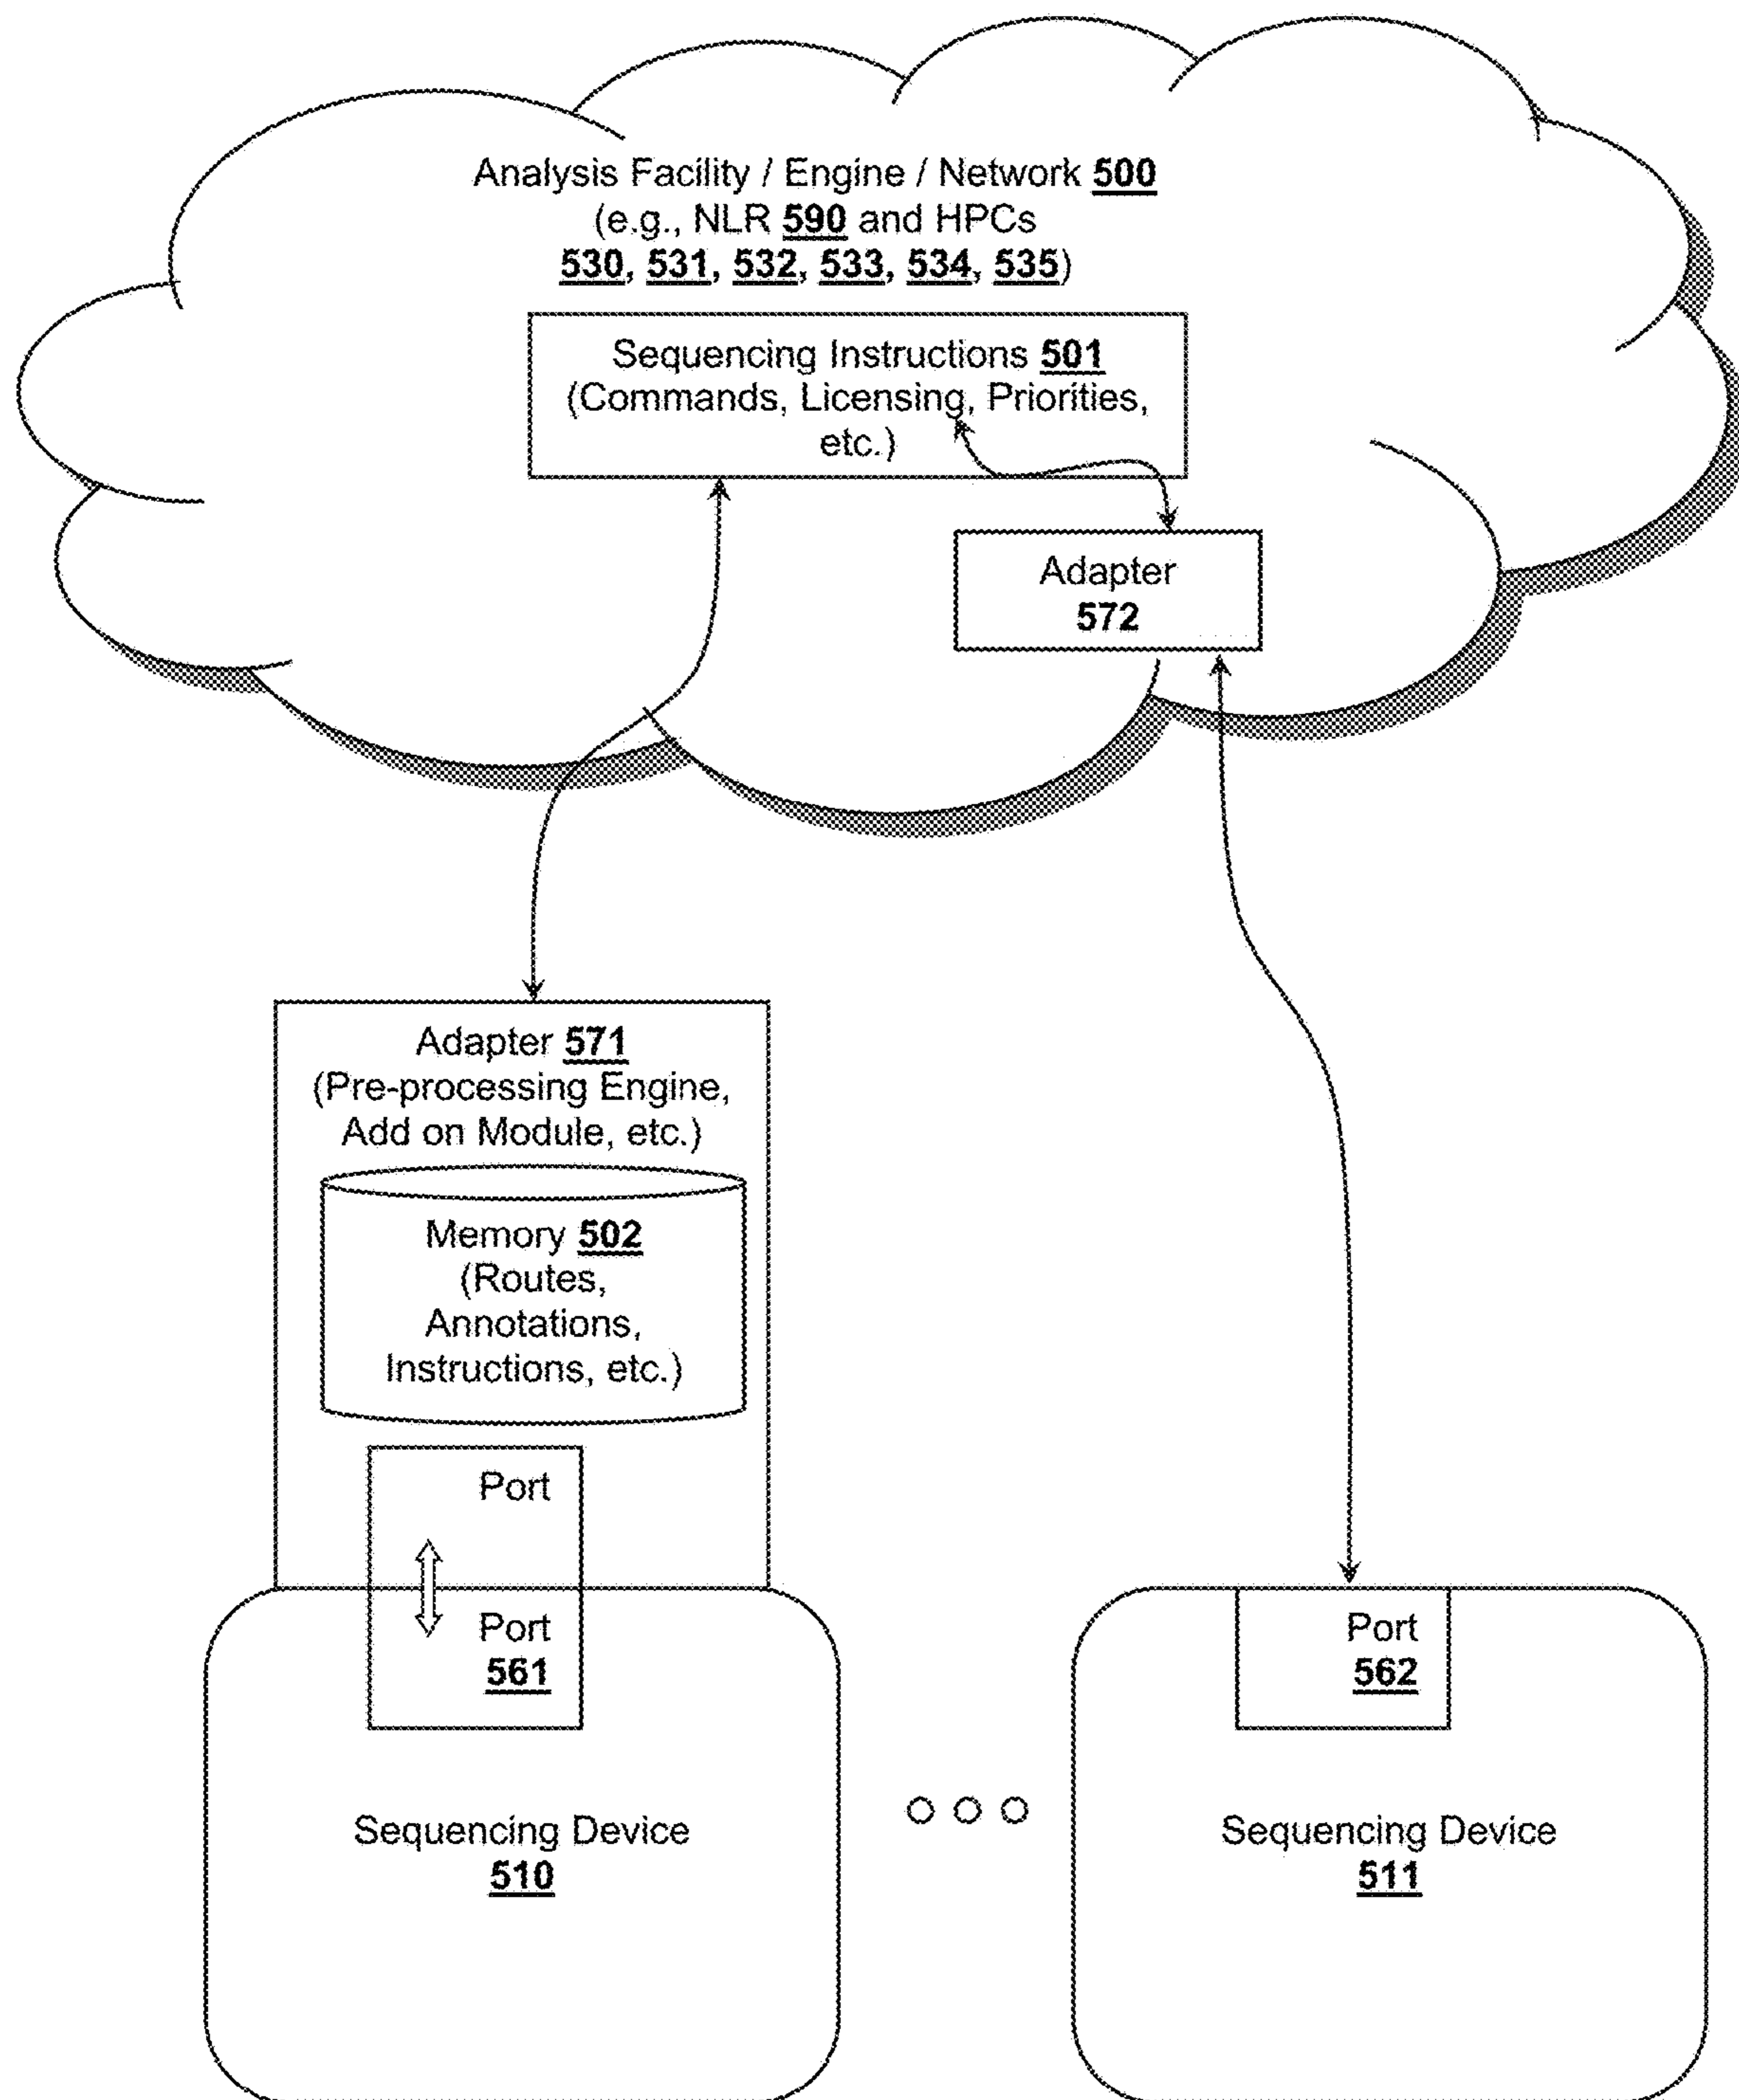 Analysis Facility / Engine / Network 500
(e.g., NLR 590 and HPCs
530, 531, 532, 533, 534, 535)
Sequencing Instructions 501
(Commands, Licensing, Priorities,
etc.)
Adapter
572
Adapter 571
(Pre-processing Engine,
Add on Module, etc.)
Memory 502
(Routes,
Annotations,
Instructions, etc.)
Port
Port
561
Port
562
Sequencing Device
510
Sequencing Device
511